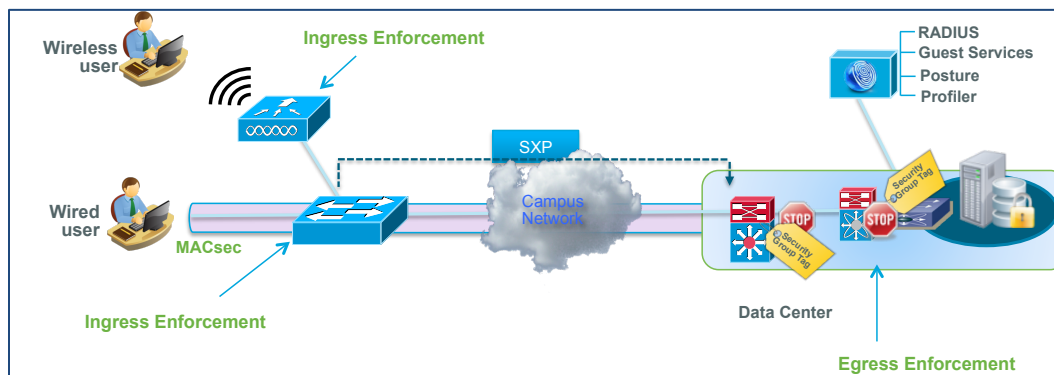 Wireless
user
Ingress Enforcement
RADIUS
Guest Services
Posture
Profiler
SXP
Security
Group Tag
Campus
Network
Wired
user
STOP
STOP
Security
Group Tag
MACsec
Data Center
Ingress Enforcement
Egress Enforcement